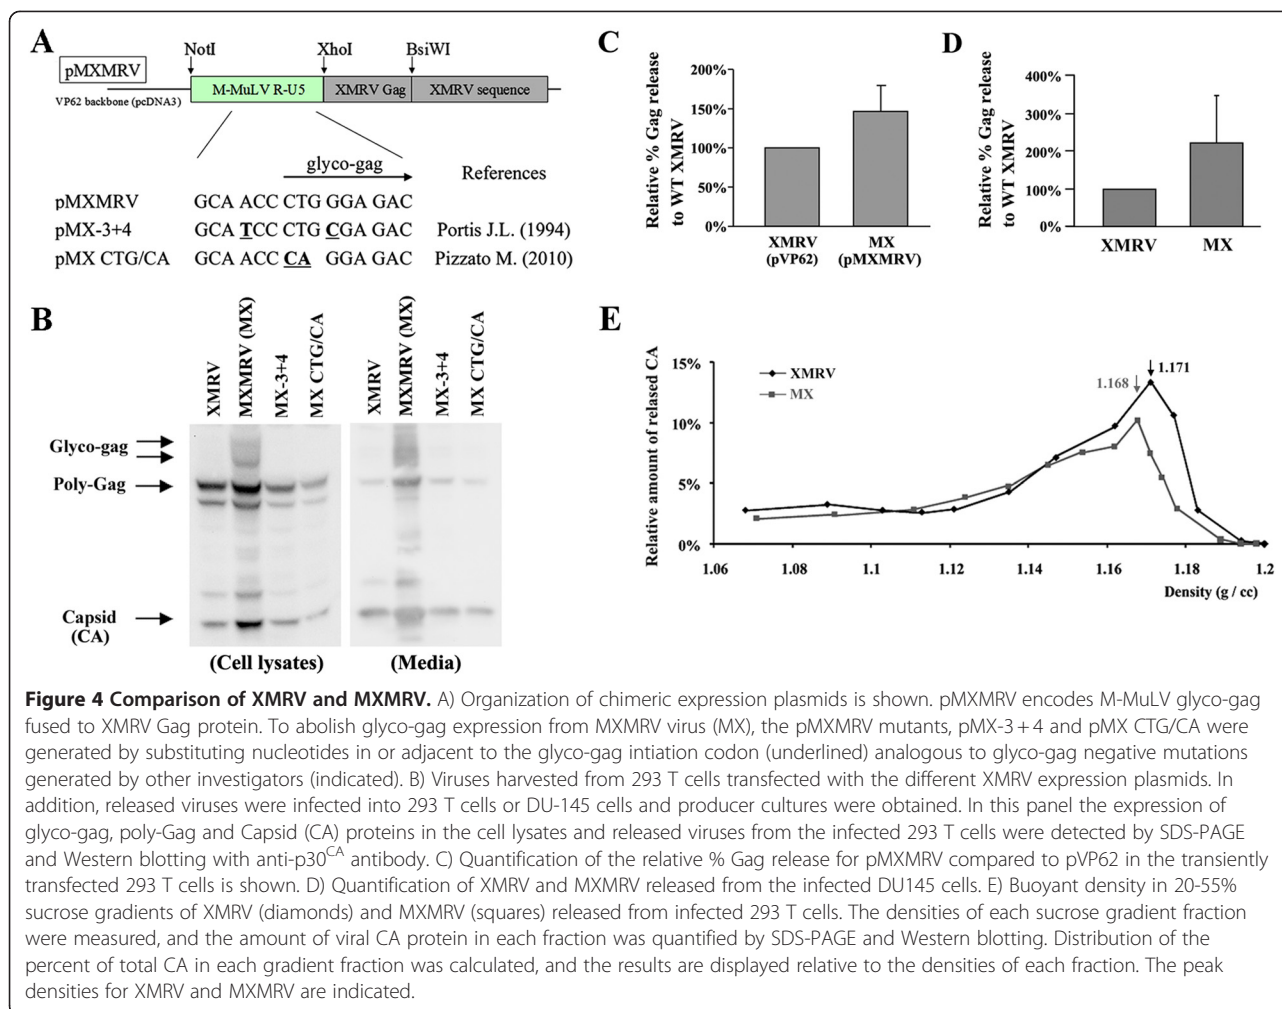 A
pMXMRV
VP62 backbone (pcDNA3)
NotI
XhoI
BsiWI
M-MuLV R-U5
XMRV Gag
XMRV sequence
glyco-gag
References
pMXMRV GCA ACC CTG GGA GAC
pMX-3+4 GCA TCC CTG CGA GAC Portis J.L. (1994)
pMX CTG/CA GCA ACC CA GGA GAC Pizzato M. (2010)
B
XMRV
MXMRV (MX)
MX-3+4
MX CTG/CA
XMRV
MXMRV (MX)
MX-3+4
MX CTG/CA
Glyco-gag
Poly-Gag
Capsid
(CA)
(Cell lysates)
(Media)
C
Relative % Gag release
to WT XMRV
200%
150%
100%
50%
0%
XMRV
(pVP62)
MX
(pMXMRV)
D
Relative % Gag release
to WT XMRV
400%
300%
200%
100%
0%
XMRV
MX
E
Relative amount of relased CA
15%
10%
5%
0%
XMRV
MX
1.168
1.171
1.06
1.08
1.1
1.12
1.14
1.16
1.18
1.2
Density (g / cc)
Figure 4 Comparison of XMRV and MXMRV. A) Organization of chimeric expression plasmids is shown. pMXMRV encodes M-MuLV glyco-gag
fused to XMRV Gag protein. To abolish glyco-gag expression from MXMRV virus (MX), the pMXMRV mutants, pMX-3 + 4 and pMX CTG/CA were
generated by substituting nucleotides in or adjacent to the glyco-gag intiation codon (underlined) analogous to glyco-gag negative mutations
generated by other investigators (indicated). B) Viruses harvested from 293 T cells transfected with the different XMRV expression plasmids. In
addition, released viruses were infected into 293 T cells or DU-145 cells and producer cultures were obtained. In this panel the expression of
glyco-gag, poly-Gag and Capsid (CA) proteins in the cell lysates and released viruses from the infected 293 T cells were detected by SDS-PAGE
and Western blotting with anti-p30CA antibody. C) Quantification of the relative % Gag release for pMXMRV compared to pVP62 in the transiently
transfected 293 T cells is shown. D) Quantification of XMRV and MXMRV released from the infected DU145 cells. E) Buoyant density in 20-55%
sucrose gradients of XMRV (diamonds) and MXMRV (squares) released from infected 293 T cells. The densities of each sucrose gradient fraction
were measured, and the amount of viral CA protein in each fraction was quantified by SDS-PAGE and Western blotting. Distribution of the
percent of total CA in each gradient fraction was calculated, and the results are displayed relative to the densities of each fraction. The peak
densities for XMRV and MXMRV are indicated.